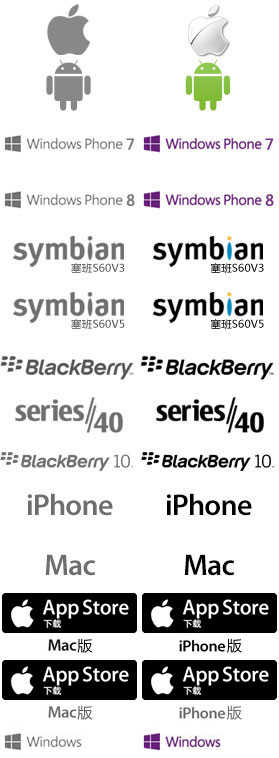 Windows Phone 7 Windows Phone 7
Windows Phone 8 Windows Phone 8
symbian symbian
塞班S60V3 塞班S60V3
symbian symbian
塞班S60V5 塞班S60V5
BlackBerry™ BlackBerry™
series//40 series//40
BlackBerry 10. BlackBerry 10.
iPhone iPhone
Mac Mac
App Store App Store
下载 下载
Mac版 iPhone版
App Store App Store
下载 下载
Mac版 iPhone版
Windows Windows